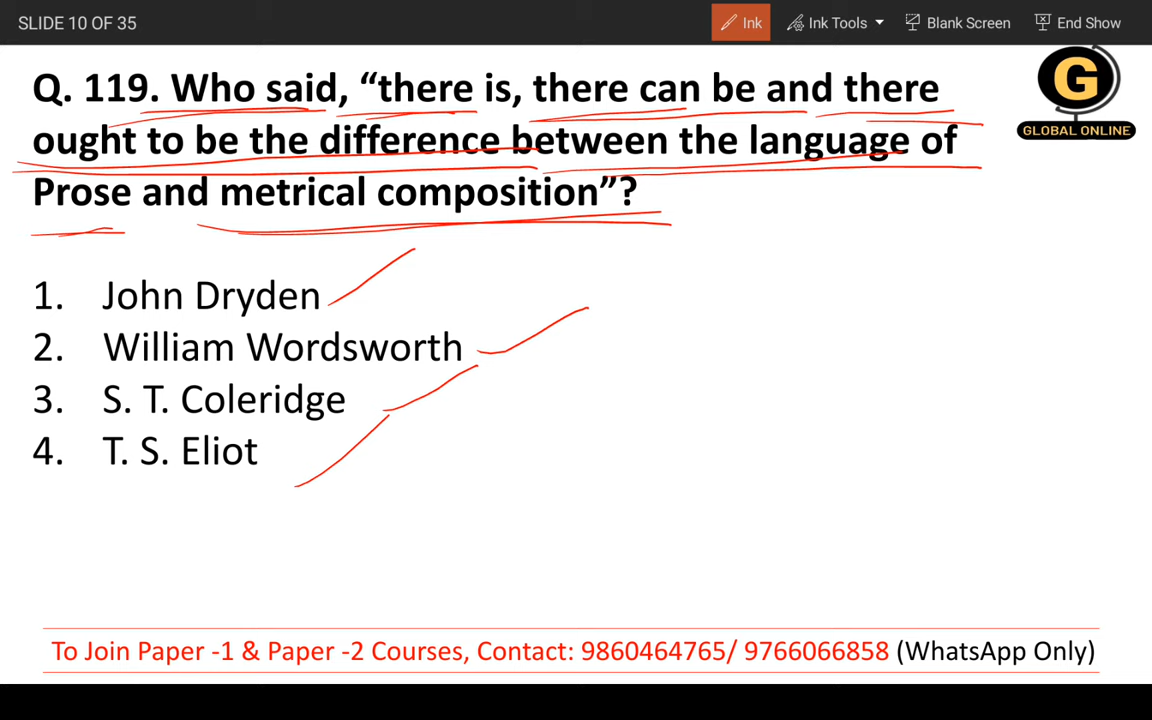 SLIDE 10 OF 35
Ink
Ink Tools
Blank Screen
End Show
Q. 119. Who said, “there is, there can be and there
ought to be the difference between the language of
Prose and metrical composition”?
G
GLOBAL ONLINE
1. John Dryden
2. William Wordsworth
3. S. T. Coleridge
4. T. S. Eliot
To Join Paper -1 & Paper -2 Courses, Contact: 9860464765/ 9766066858 (WhatsApp Only)